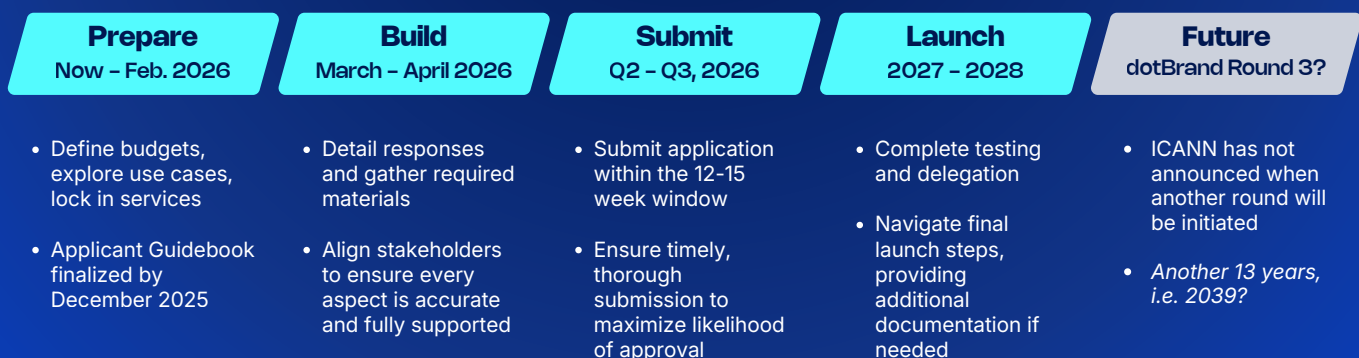 Prepare
Now – Feb. 2026
• Define budgets,
explore use cases,
lock in services
• Applicant Guidebook
finalized by
December 2025
Build
March – April 2026
• Detail responses
and gather required
materials
• Align stakeholders
to ensure every
aspect is accurate
and fully supported
Submit
Q2 – Q3, 2026
• Submit application
within the 12-15
week window
• Ensure timely,
thorough
submission to
maximize likelihood
of approval
Launch
2027 – 2028
• Complete testing
and delegation
• Navigate final
launch steps,
providing
additional
documentation if
needed
Future
dotBrand Round 3?
• ICANN has not
announced when
another round will
be initiated
• Another 13 years,
i.e. 2039?